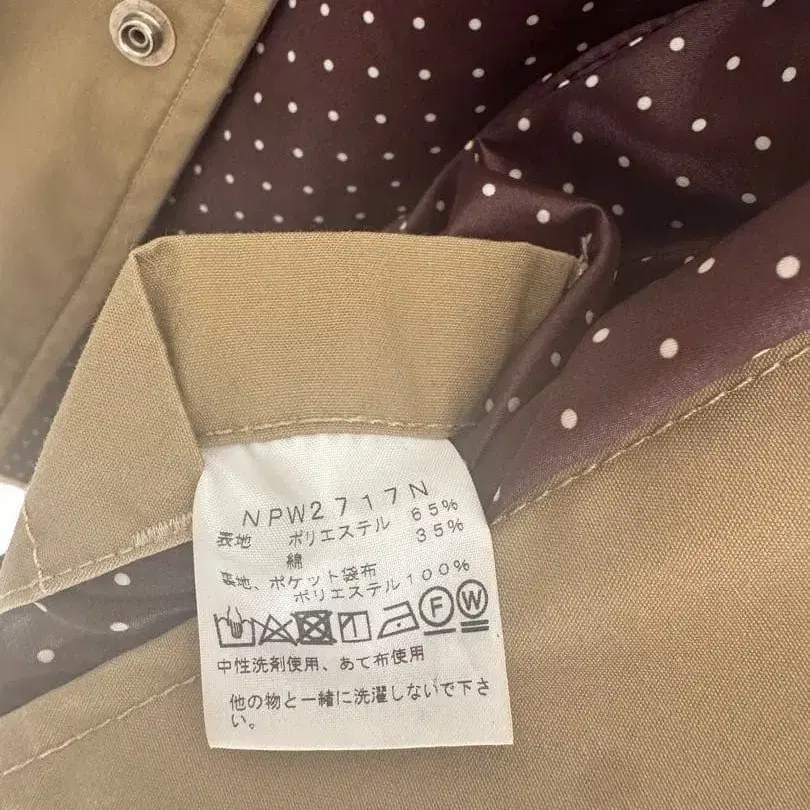 NPW2717N
表地 ポリエステル 65%
綿 35%
裏地、ポケット袋布
ポリエステル100%
F W
中性洗剤使用、あて布使用
他の物と一緒に洗濯しないで下さ
い。